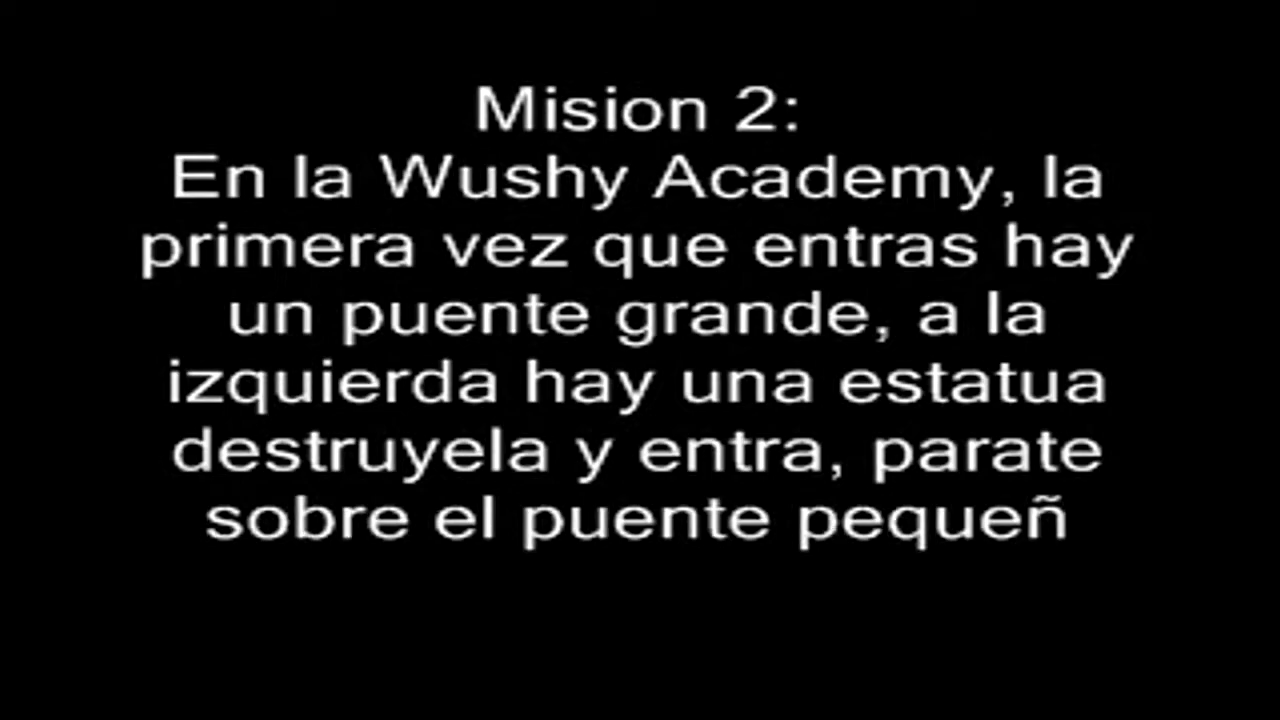 Mision 2:
En la Wushy Academy, la
primera vez que entras hay
un puente grande, a la
izquierda hay una estatua
destruyela y entra, parate
sobre el puente pequeñ